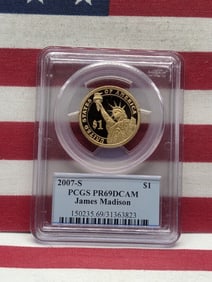 UNITED STATES OF AMERICA
$1
2007-S $1
PCGS PR69DCAM
James Madison
150235.69/31363823